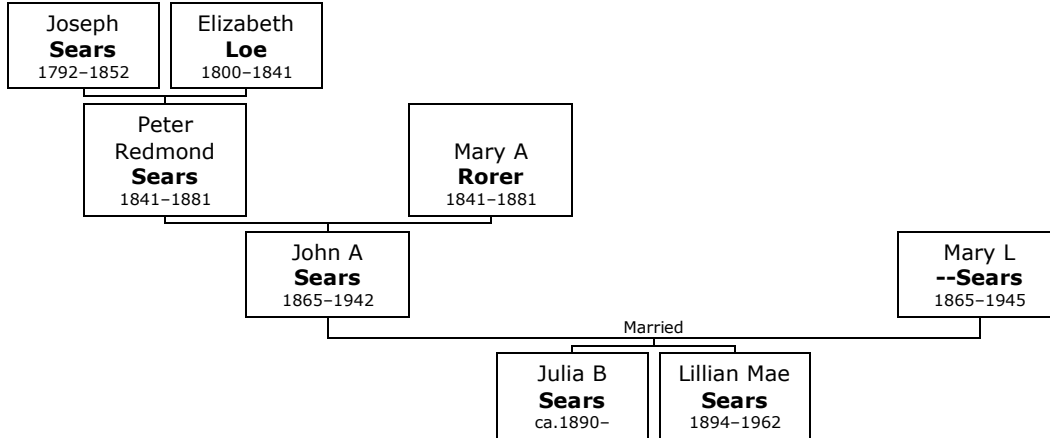 Joseph
Sears
1792–1852
Elizabeth
Loe
1800–1841
Peter
Redmond
Sears
1841–1881
Mary A
Rorer
1841–1881
John A
Sears
1865–1942
Mary L
--Sears
1865–1945
Married
Julia B
Sears
ca.1890–
Lillian Mae
Sears
1894–1962